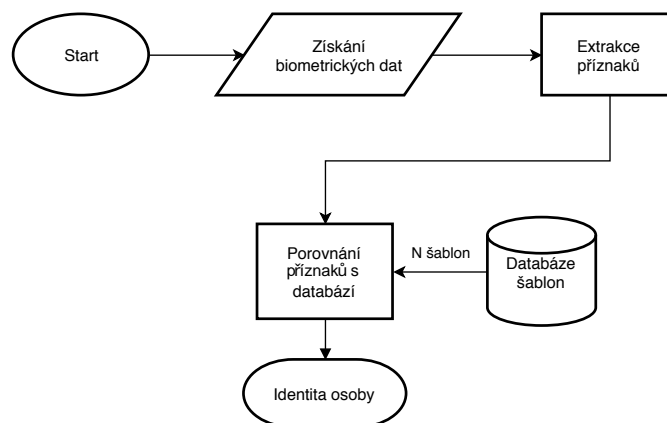 Start
Získání
biometrických dat
Extrakce
příznaků
Porovnání
příznaků s
databází
N šablon
Databáze
šablon
Identita osoby